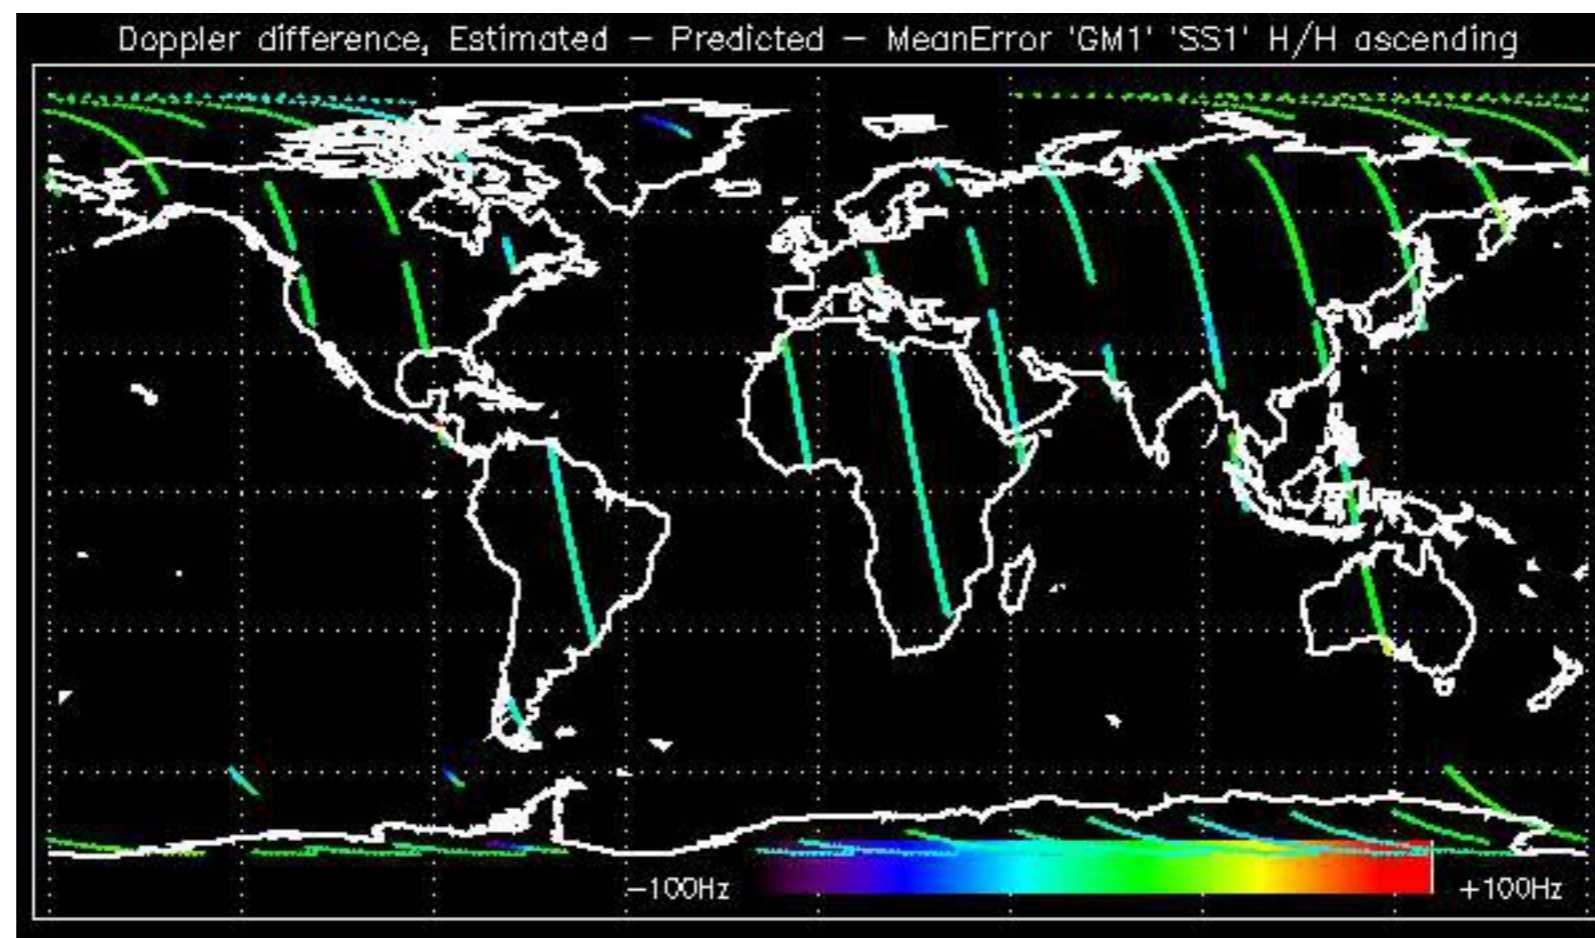 Doppler difference, Estimated – Predicted – MeanError 'GM1' 'SS1' H/H ascending
–100Hz
+100Hz